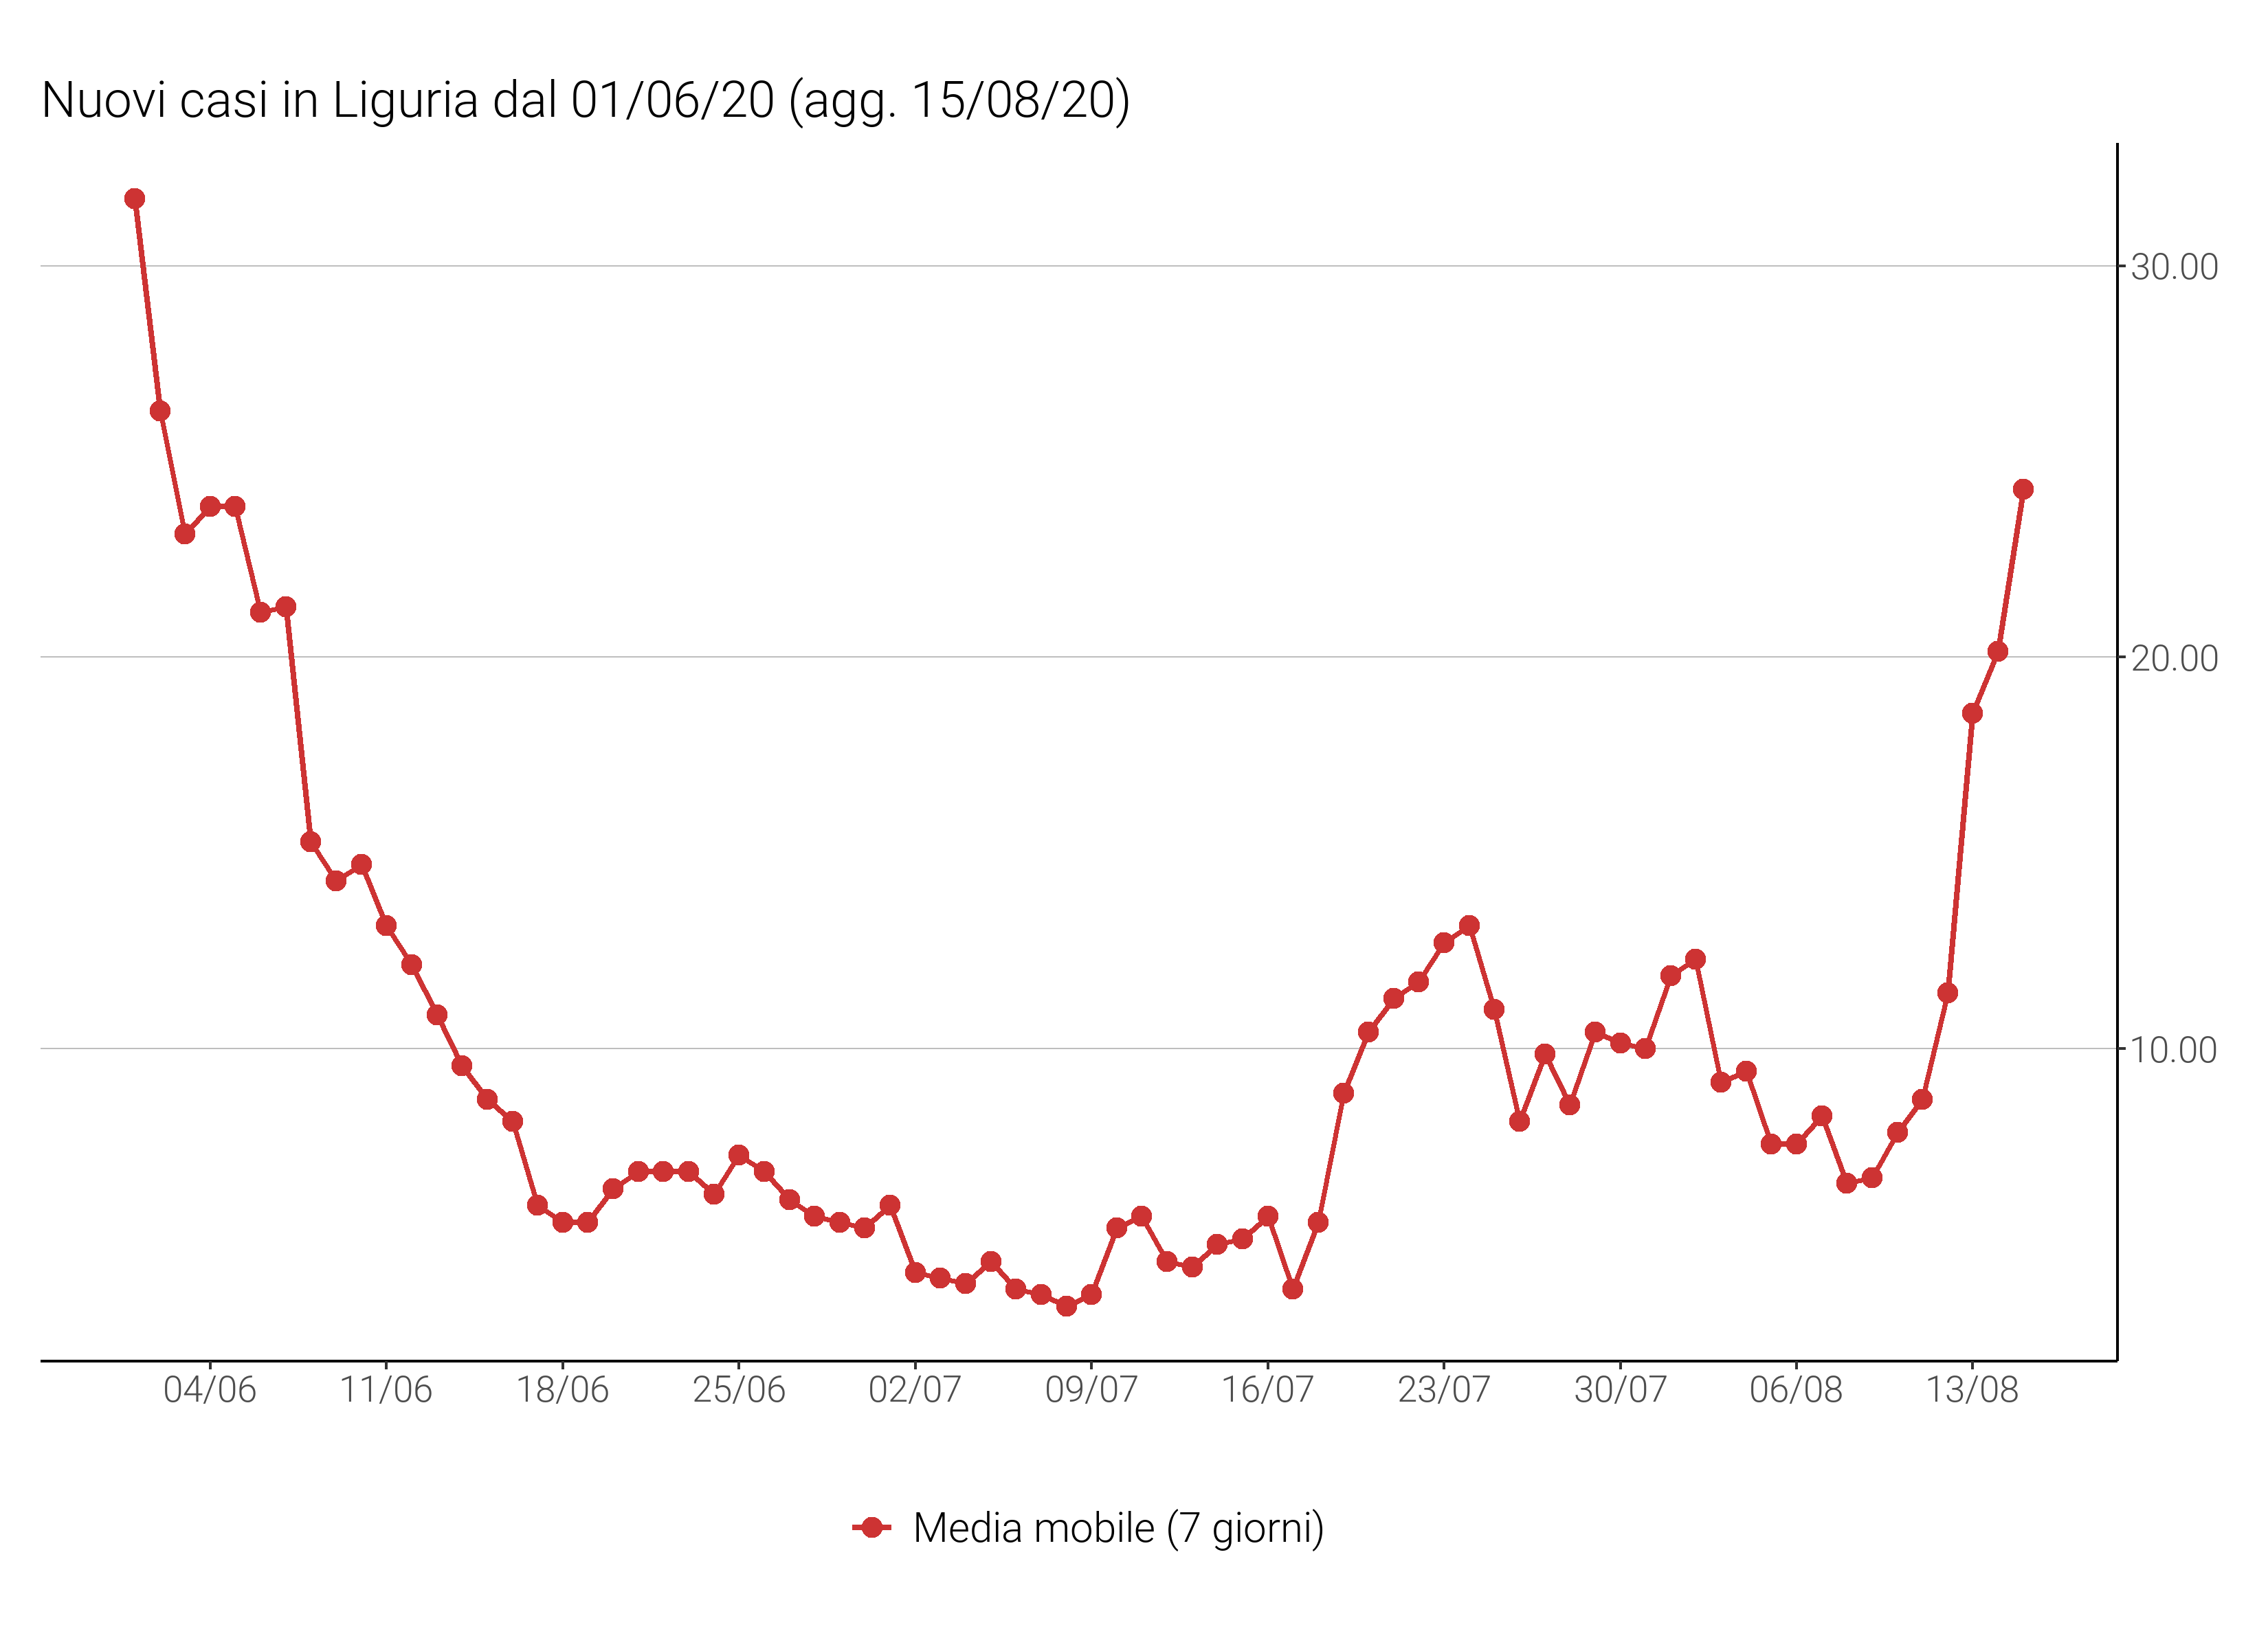 Nuovi casi in Liguria dal 01/06/20 (agg. 15/08/20)
30.00
20.00
10.00
04/06 11/06 18/06 25/06 02/07 09/07 16/07 23/07 30/07 06/08 13/08
Media mobile (7 giorni)